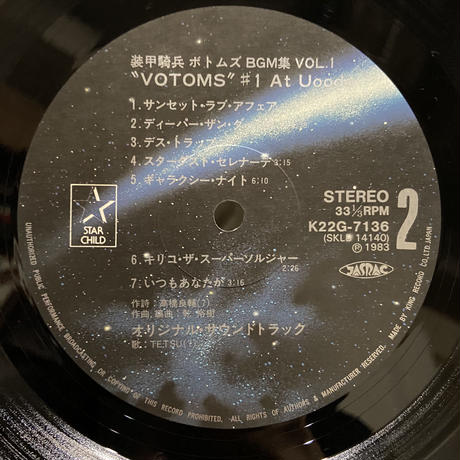 装甲騎兵 ボトムズ BGM集 VOL.1
"VOTOMS" #1 At Uood
1.サンセット・ラブ・アフェア
2.ディーパー・ザン・ダ
3.デス・トラッ
4.スターダスト・セレナーデ 3:15
5.ギャラクシー・ナイト 6:10
STAR
CHILD
STEREO
33⅓RPM
K22G-7136
(SKL 14140)
Ⓟ 1983
2
JASRAC
6.キリコ・ザ・スーパーソルジャー
2:26
7.いつもあなたが 3:16
作詩:高橋良輔(7)
作曲・編曲:乾 裕樹
オリジナル・サウンドトラック
歌:TETSU(7)
UNAUTHORIZED PUBLIC PERFORMANCE BROADCASTING OR COPYING OF THIS RECORD PROHIBITED. ALL RIGHTS OF AUTHORS & MANUFACTURER RESERVED. MADE BY KING RECORD CO., LTD. JAPAN.